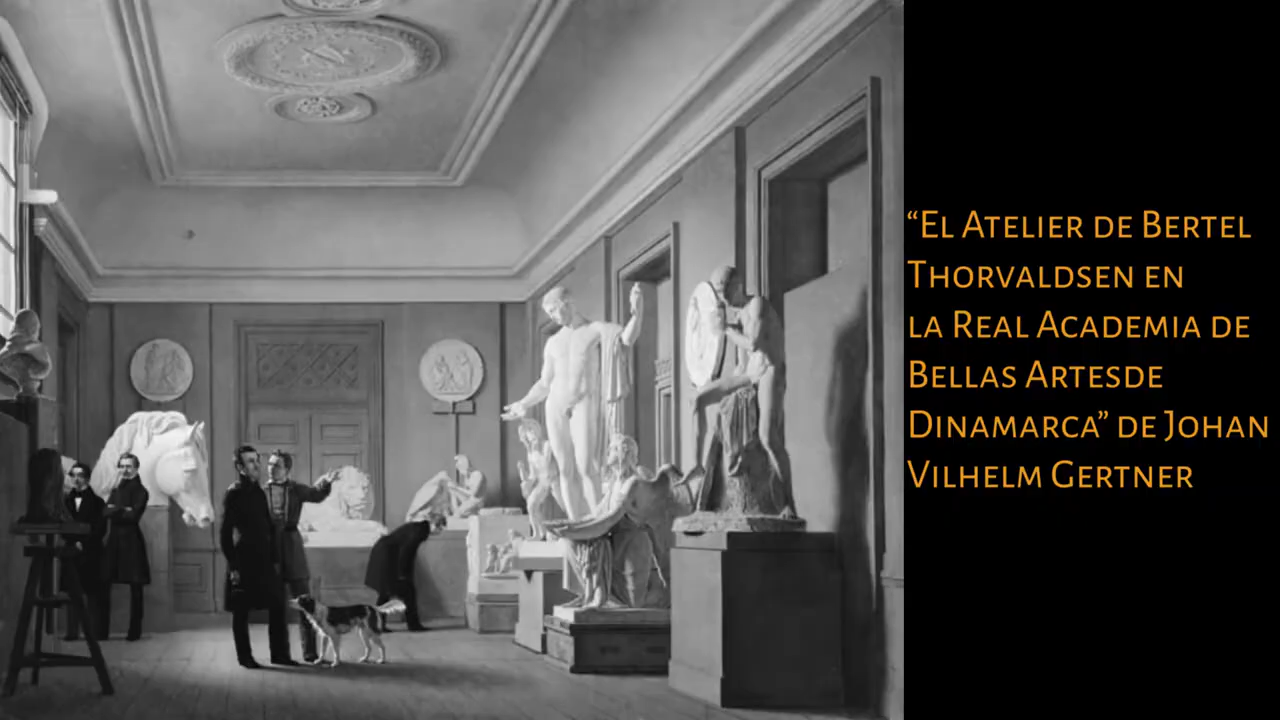 “El Atelier de Bertel
Thorvaldsen en
la Real Academia de
Bellas Artesde
Dinamarca” de Johan
Vilhelm Gertner